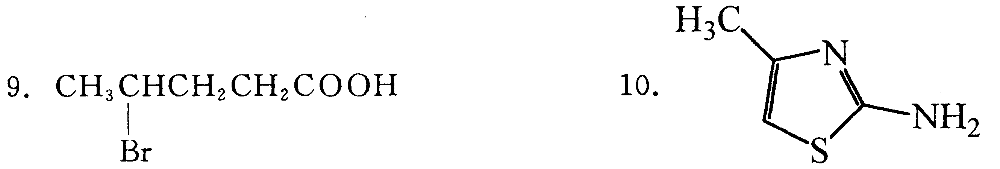 9. CH₃CHCH₂CH₂COOH
Br
10.
H₃C
N
NH₂
S